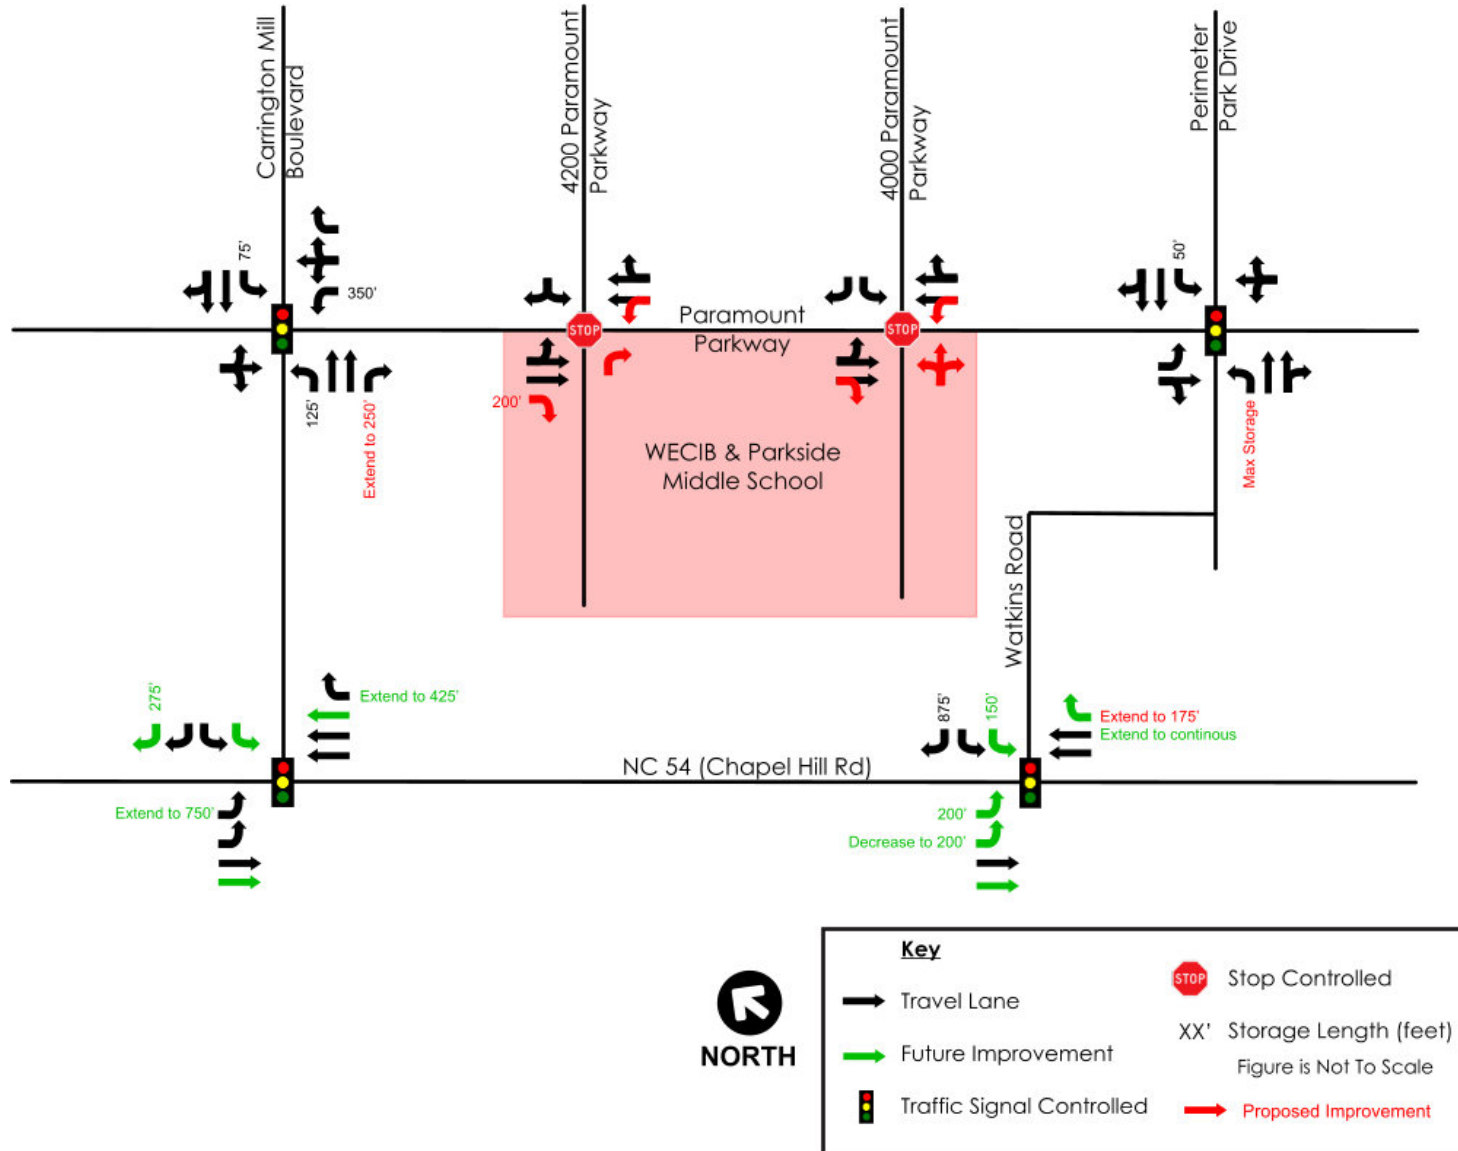 Carrington Mill
Boulevard
4200 Paramount
Parkway
4000 Paramount
Parkway
Perimeter
Park Drive
75'
350'
50'
STOP
STOP
Paramount
Parkway
125'
Extend to 250'
200'
WECIB & Parkside
Middle School
Max Storage
Watkins Road
275'
Extend to 425'
875'
150'
Extend to 175'
Extend to continous
NC 54 (Chapel Hill Rd)
Extend to 750'
200'
Decrease to 200'
NORTH
Key
Travel Lane
Future Improvement
Traffic Signal Controlled
STOP
Stop Controlled
XX' Storage Length (feet)
Figure is Not To Scale
Proposed Improvement